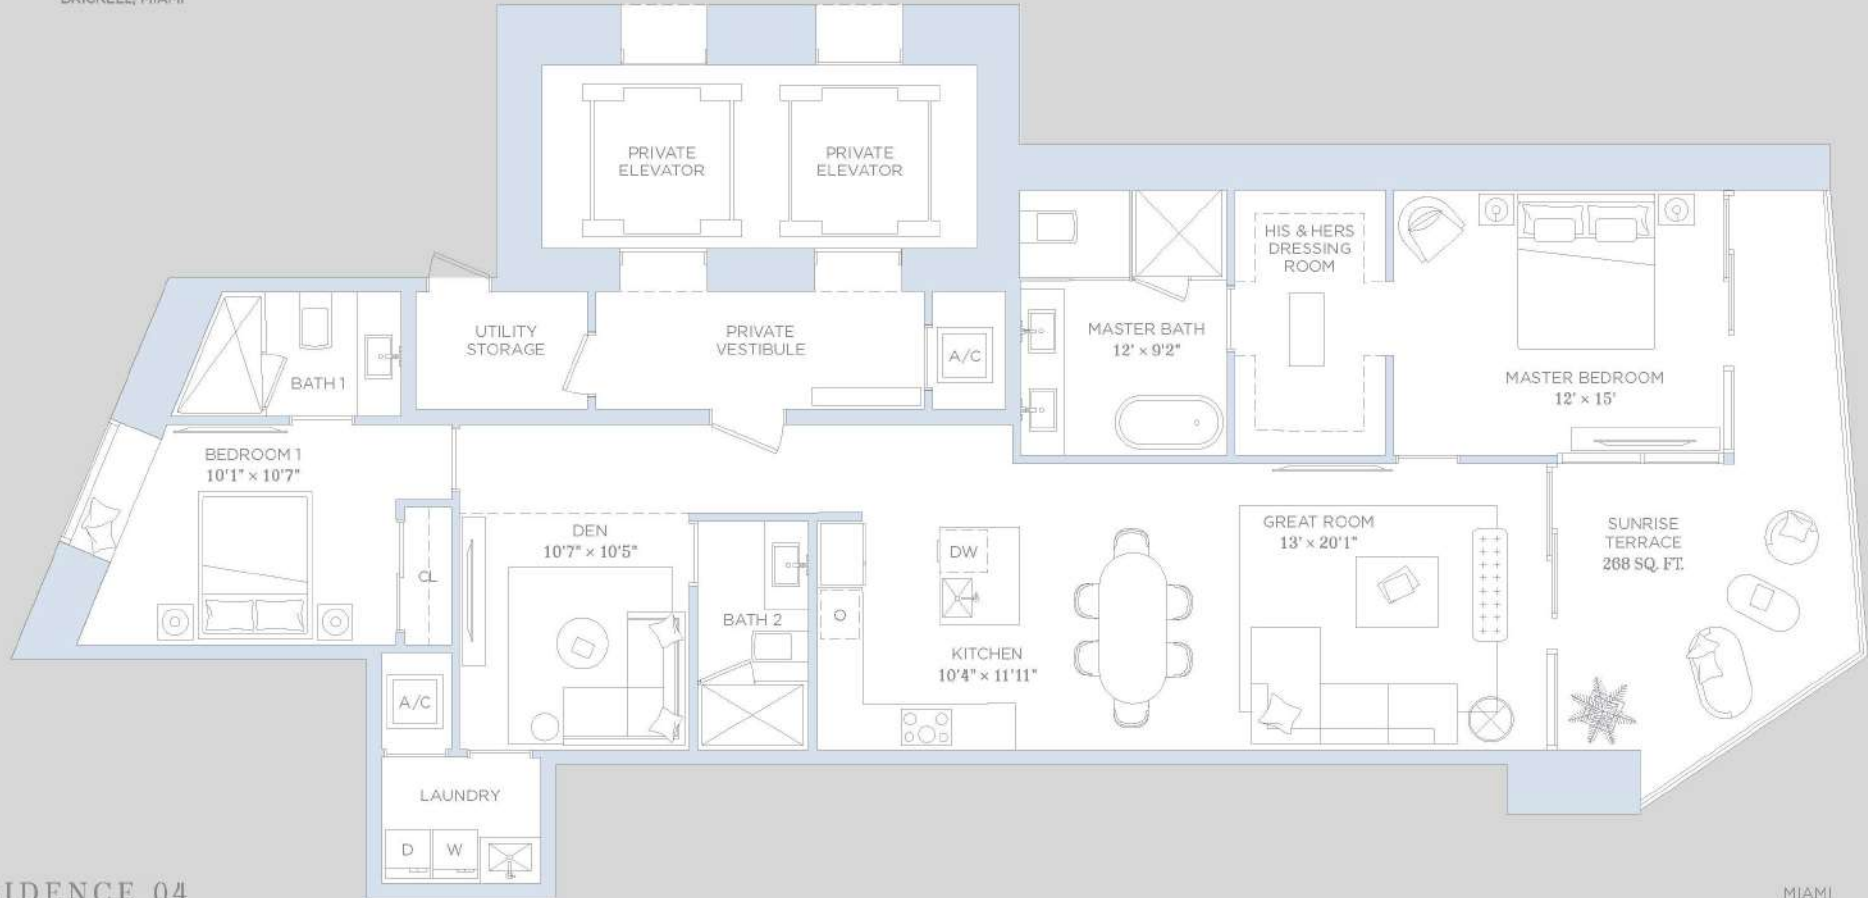 BRICKELL, MIAMI
PRIVATE
ELEVATOR
PRIVATE
ELEVATOR
HIS & HERS
DRESSING
ROOM
UTILITY
STORAGE
PRIVATE
VESTIBULE
A/C
MASTER BATH
12' × 9'2"
MASTER BEDROOM
12' × 15'
BATH 1
BEDROOM 1
10'1" × 10'7"
CL
DEN
10'7" × 10'5"
BATH 2
DW
KITCHEN
10'4" × 11'11"
GREAT ROOM
13' × 20'1"
SUNRISE
TERRACE
268 SQ. FT.
A/C
LAUNDRY
D
W
IDENCE 04
MIAMI